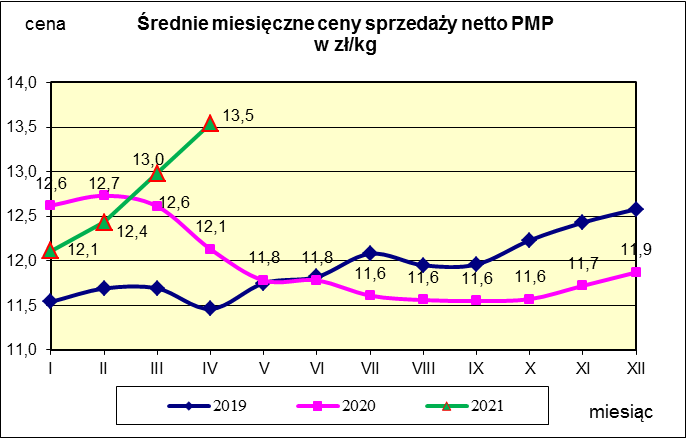 cena
Średnie miesięczne ceny sprzedaży netto PMP
w zł/kg
14,0
13,5
13,0
12,5
12,0
11,5
11,0
13,5
13,0
12,6
12,7
12,6
12,1
12,4
12,1
11,8
11,8
11,6
11,6
11,6
11,6
11,7
11,9
I
II
III
IV
V
VI
VII
VIII
IX
X
XI
XII
2019
2020
2021
miesiąc